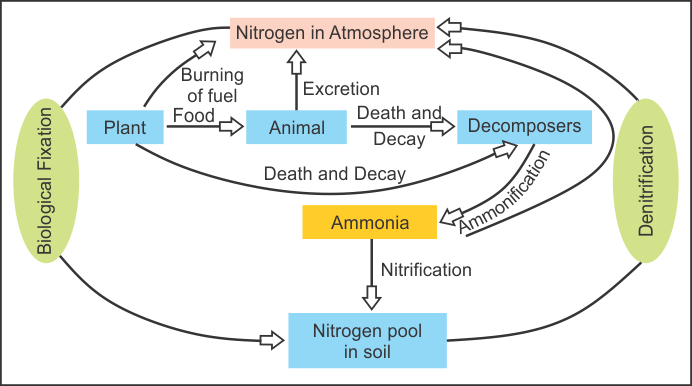 Nitrogen in Atmosphere
Burning
of fuel
Excretion
Food
Plant
Animal
Death and
Decay
Decomposers
Death and Decay
Ammonification
Biological Fixation
Denitrification
Ammonia
Nitrification
Nitrogen pool
in soil